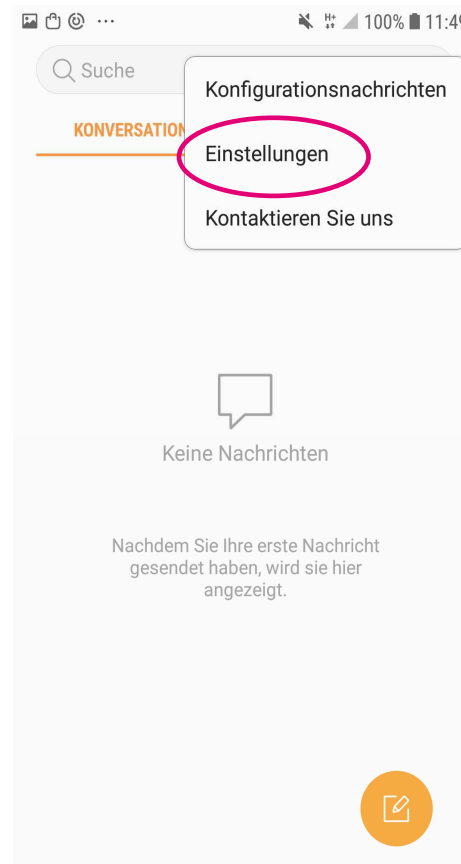 H+ 100% 11:49
Suche
Konfigurationsnachrichten
KONVERSATION
Einstellungen
Kontaktieren Sie uns
Keine Nachrichten
Nachdem Sie Ihre erste Nachricht
gesendet haben, wird sie hier
angezeigt.